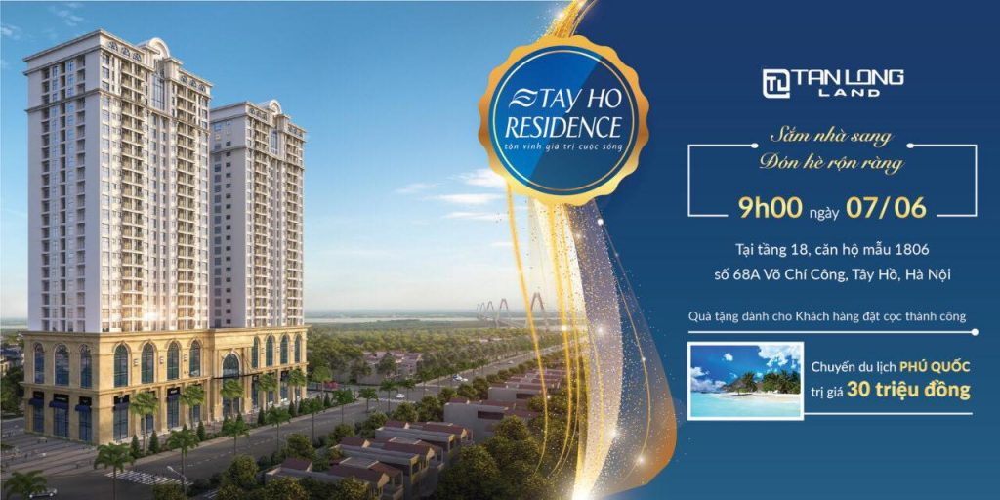 TAY HO
RESIDENCE
tôn vinh giá trị cuộc sống
TL TAN LONG
LAND
Sắm nhà sang
Đón hè rộn ràng
9h00 ngày 07/06
Tại tầng 18, căn hộ mẫu 1806
số 68A Võ Chí Công, Tây Hồ, Hà Nội
Quà tặng dành cho Khách hàng đặt cọc thành công
Chuyến du lịch PHÚ QUỐC
trị giá 30 triệu đồng